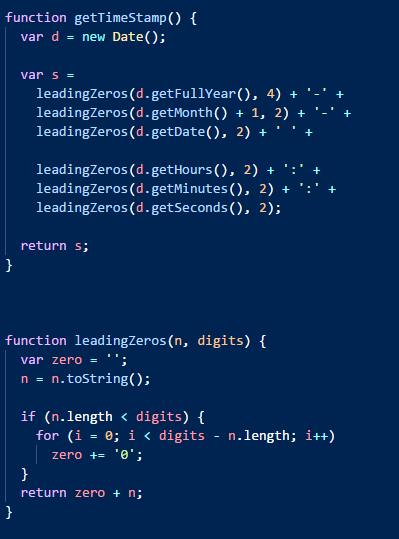 function getTimeStamp() {
  var d = new Date();

  var s =
    leadingZeros(d.getFullYear(), 4) + '-' +
    leadingZeros(d.getMonth() + 1, 2) + '-' +
    leadingZeros(d.getDate(), 2) + ' ' +

    leadingZeros(d.getHours(), 2) + ':' +
    leadingZeros(d.getMinutes(), 2) + ':' +
    leadingZeros(d.getSeconds(), 2);

  return s;
}

function leadingZeros(n, digits) {
  var zero = '';
  n = n.toString();

  if (n.length < digits) {
    for (i = 0; i < digits - n.length; i++)
      zero += '0';
  }
  return zero + n;
}